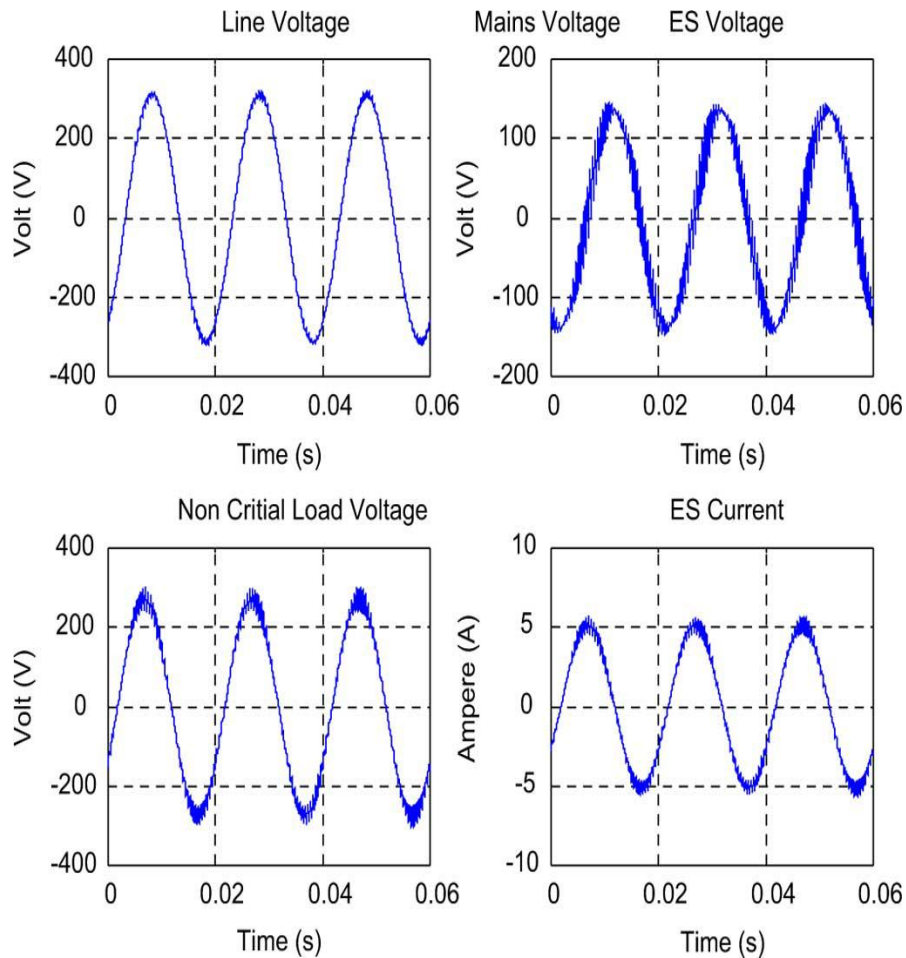 Line Voltage
Mains Voltage ES Voltage
400
200
0
-200
-400
Volt (V)
0 0.02 0.04 0.06
Time (s)
200
100
0
-100
-200
Volt (V)
0 0.02 0.04 0.06
Time (s)
Non Critial Load Voltage
400
200
0
-200
-400
Volt (V)
0 0.02 0.04 0.06
Time (s)
ES Current
10
5
0
-5
-10
Ampere (A)
0 0.02 0.04 0.06
Time (s)